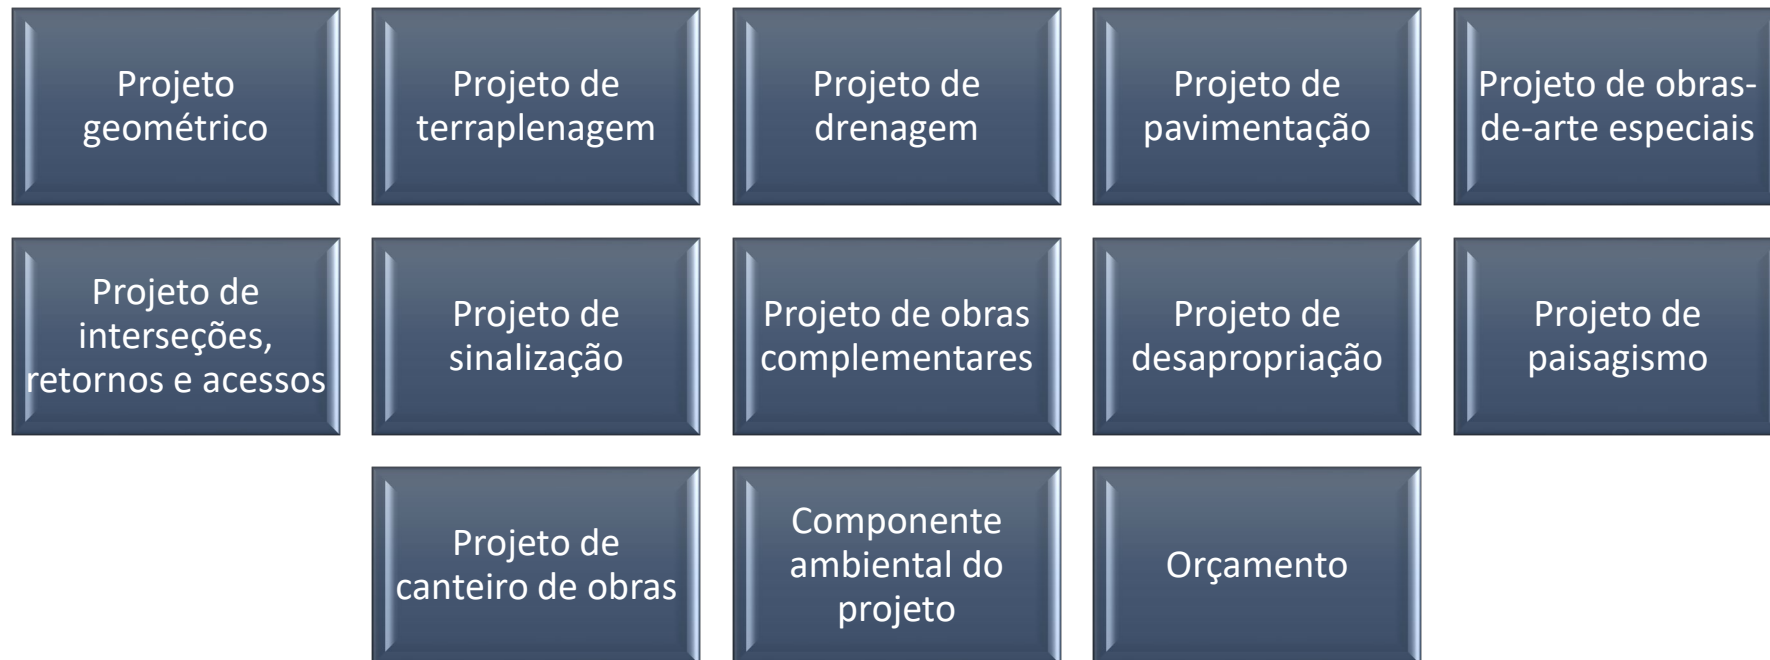 Projeto
geométrico
Projeto de
terraplenagem
Projeto de
drenagem
Projeto de
pavimentação
Projeto de obras-
de-arte especiais
Projeto de
interseções,
retornos e acessos
Projeto de
sinalização
Projeto de obras
complementares
Projeto de
desapropriação
Projeto de
paisagismo
Projeto de
canteiro de obras
Componente
ambiental do
projeto
Orçamento